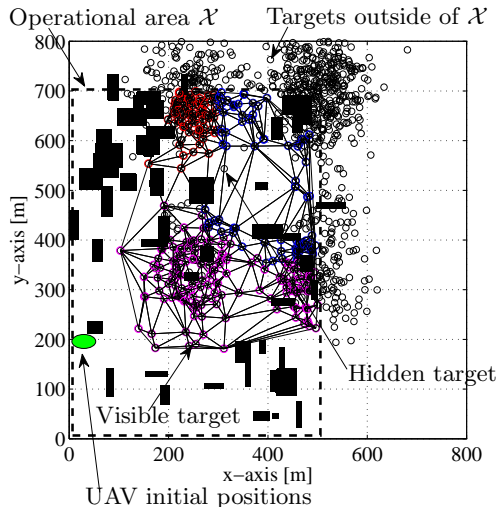 Operational area 𝒳
Targets outside of 𝒳
800
700
600
500
400
300
200
100
0
y−axis [m]
Hidden target
Visible target
0
200
400
600
800
x−axis [m]
UAV initial positions